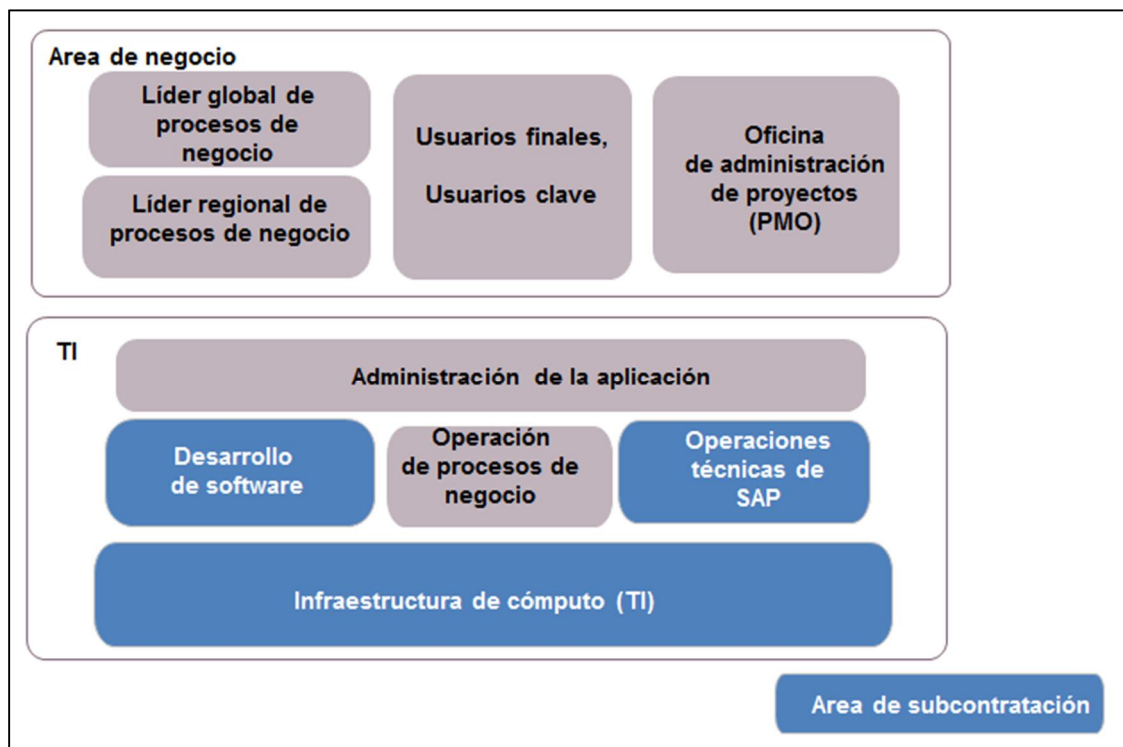 Area de negocio
Líder global de
procesos de
negocio
Líder regional de
procesos de negocio
Usuarios finales,
Usuarios clave
Oficina
de administración
de proyectos
(PMO)
TI
Administración de la aplicación
Desarrollo
de software
Operación
de procesos de
negocio
Operaciones
técnicas de
SAP
Infraestructura de cómputo (TI)
Area de subcontratación